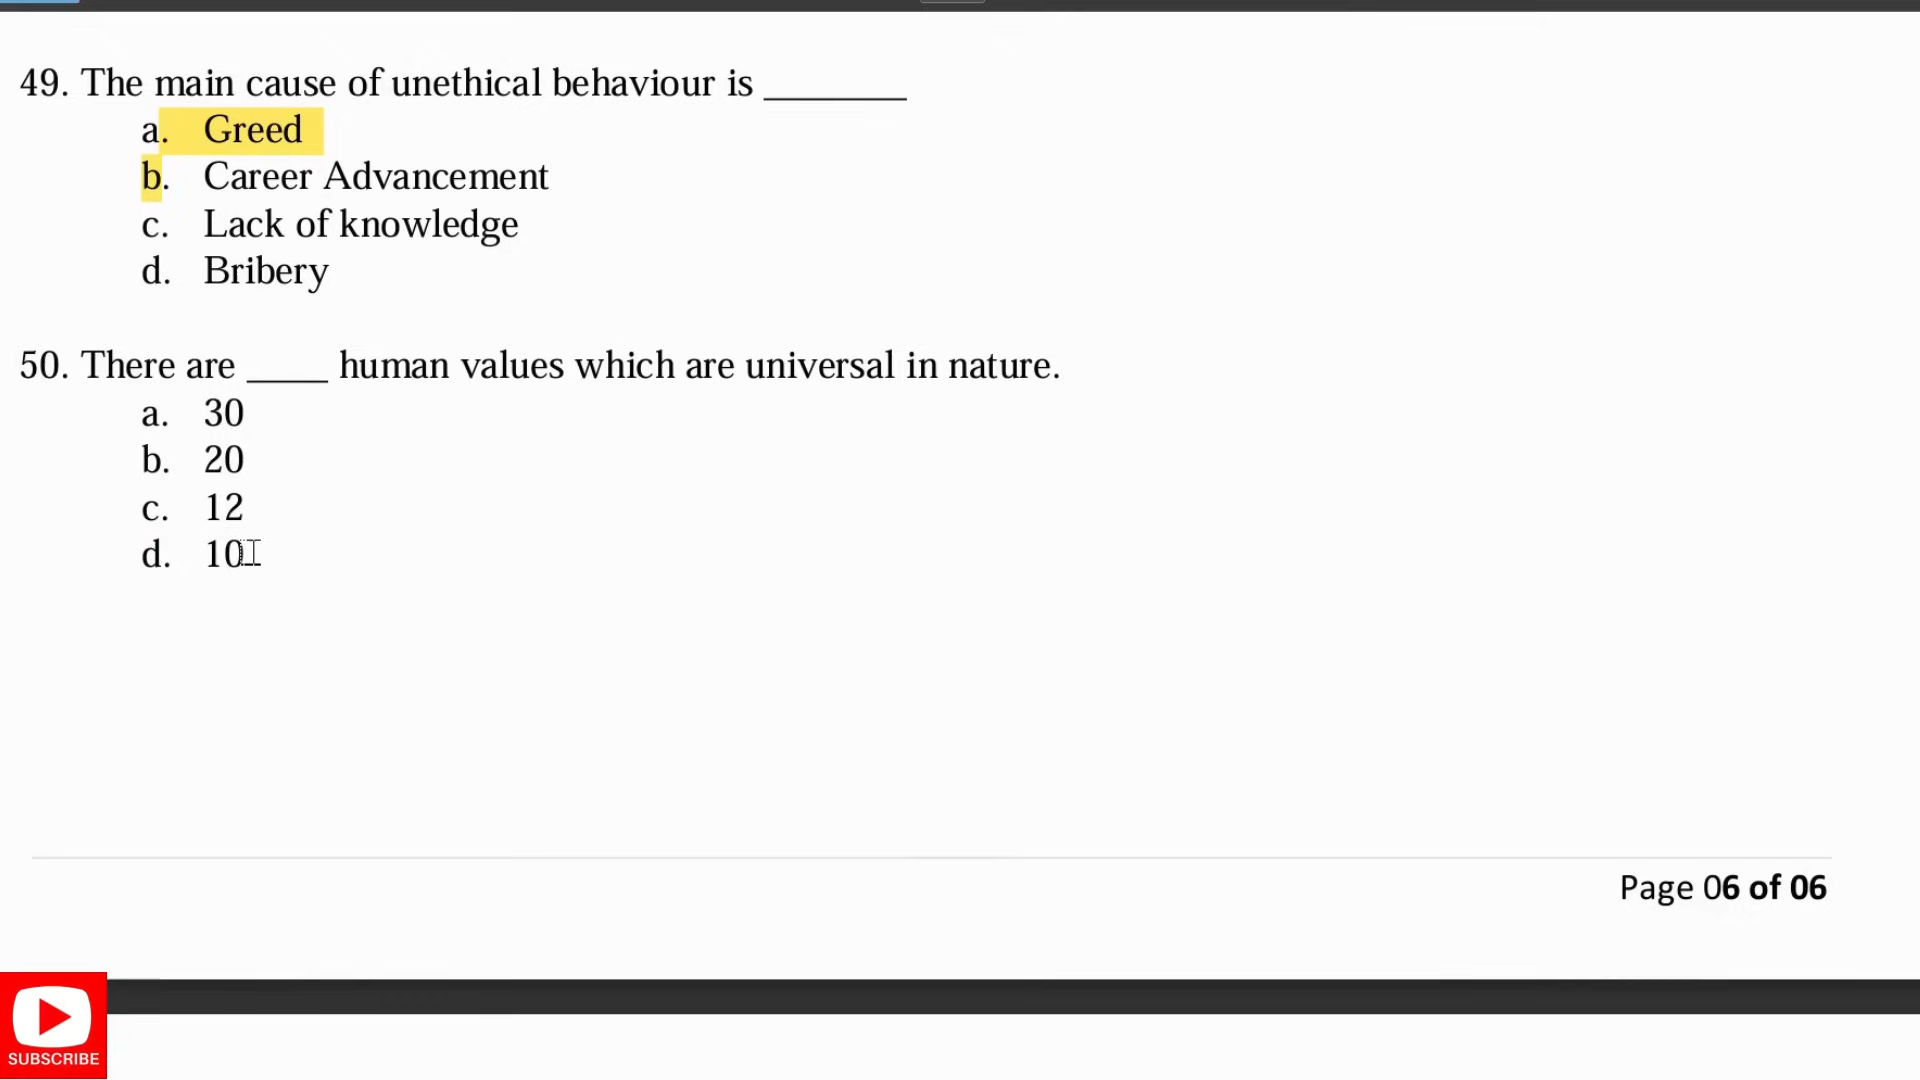 49. The main cause of unethical behaviour is ________
a. Greed
b. Career Advancement
c. Lack of knowledge
d. Bribery
50. There are ____ human values which are universal in nature.
a. 30
b. 20
c. 12
d. 10
Page 06 of 06
SUBSCRIBE